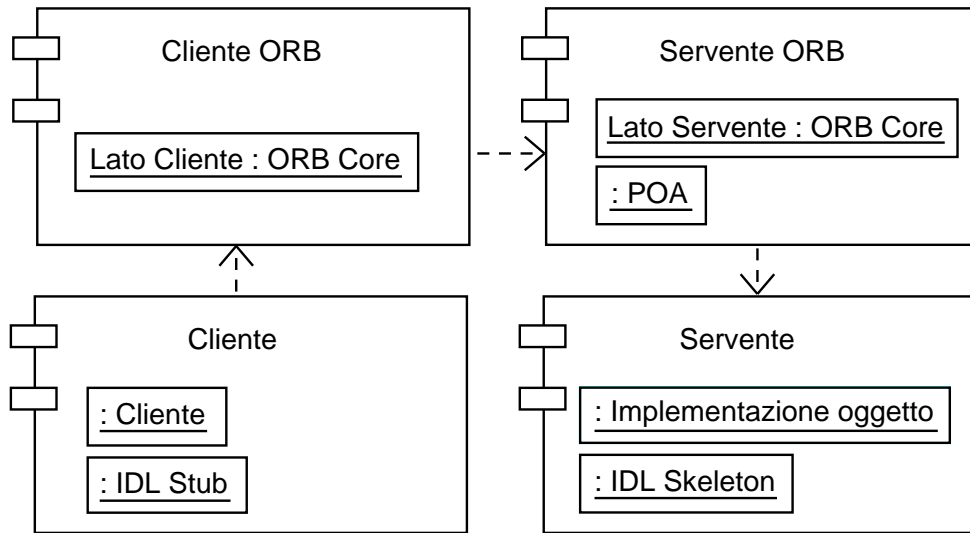 Cliente ORB
Lato Cliente : ORB Core
Servente ORB
Lato Servente : ORB Core
: POA
Cliente
: Cliente
: IDL Stub
Servente
: Implementazione oggetto
: IDL Skeleton